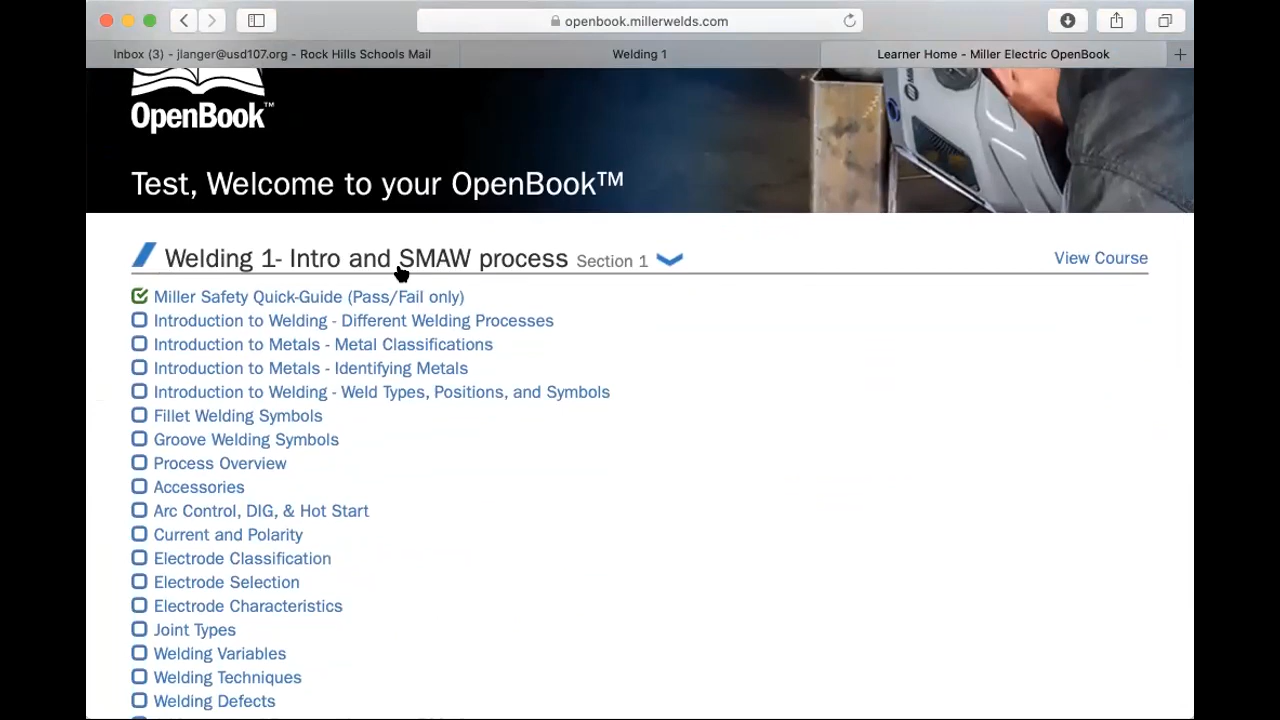 openbook.millerwelds.com
Inbox (3) - jlanger@usd107.org - Rock Hills Schools Mail
Welding 1
Learner Home - Miller Electric OpenBook
OpenBook™
Test, Welcome to your OpenBook™
Welding 1- Intro and SMAW process Section 1
View Course
Miller Safety Quick-Guide (Pass/Fail only)
Introduction to Welding - Different Welding Processes
Introduction to Metals - Metal Classifications
Introduction to Metals - Identifying Metals
Introduction to Welding - Weld Types, Positions, and Symbols
Fillet Welding Symbols
Groove Welding Symbols
Process Overview
Accessories
Arc Control, DIG, & Hot Start
Current and Polarity
Electrode Classification
Electrode Selection
Electrode Characteristics
Joint Types
Welding Variables
Welding Techniques
Welding Defects